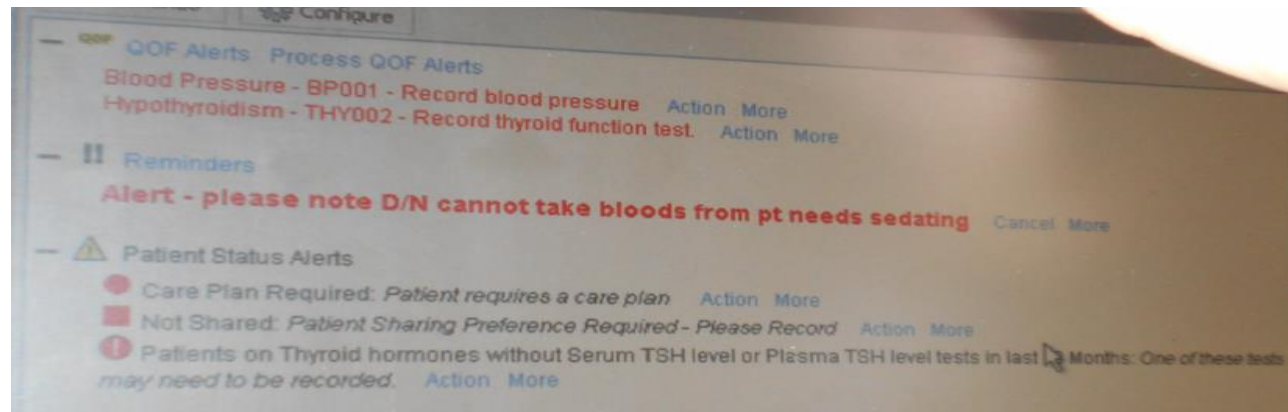 Configure
QOF QOF Alerts Process QOF Alerts
Blood Pressure - BP001 - Record blood pressure Action More
Hypothyroidism - THY002 - Record thyroid function test. Action More
!! Reminders
Alert - please note D/N cannot take bloods from pt needs sedating Cancel More
Patient Status Alerts
Care Plan Required: Patient requires a care plan Action More
Not Shared: Patient Sharing Preference Required - Please Record Action More
Patients on Thyroid hormones without Serum TSH level or Plasma TSH level tests in last Months: One of these tests
may need to be recorded. Action More